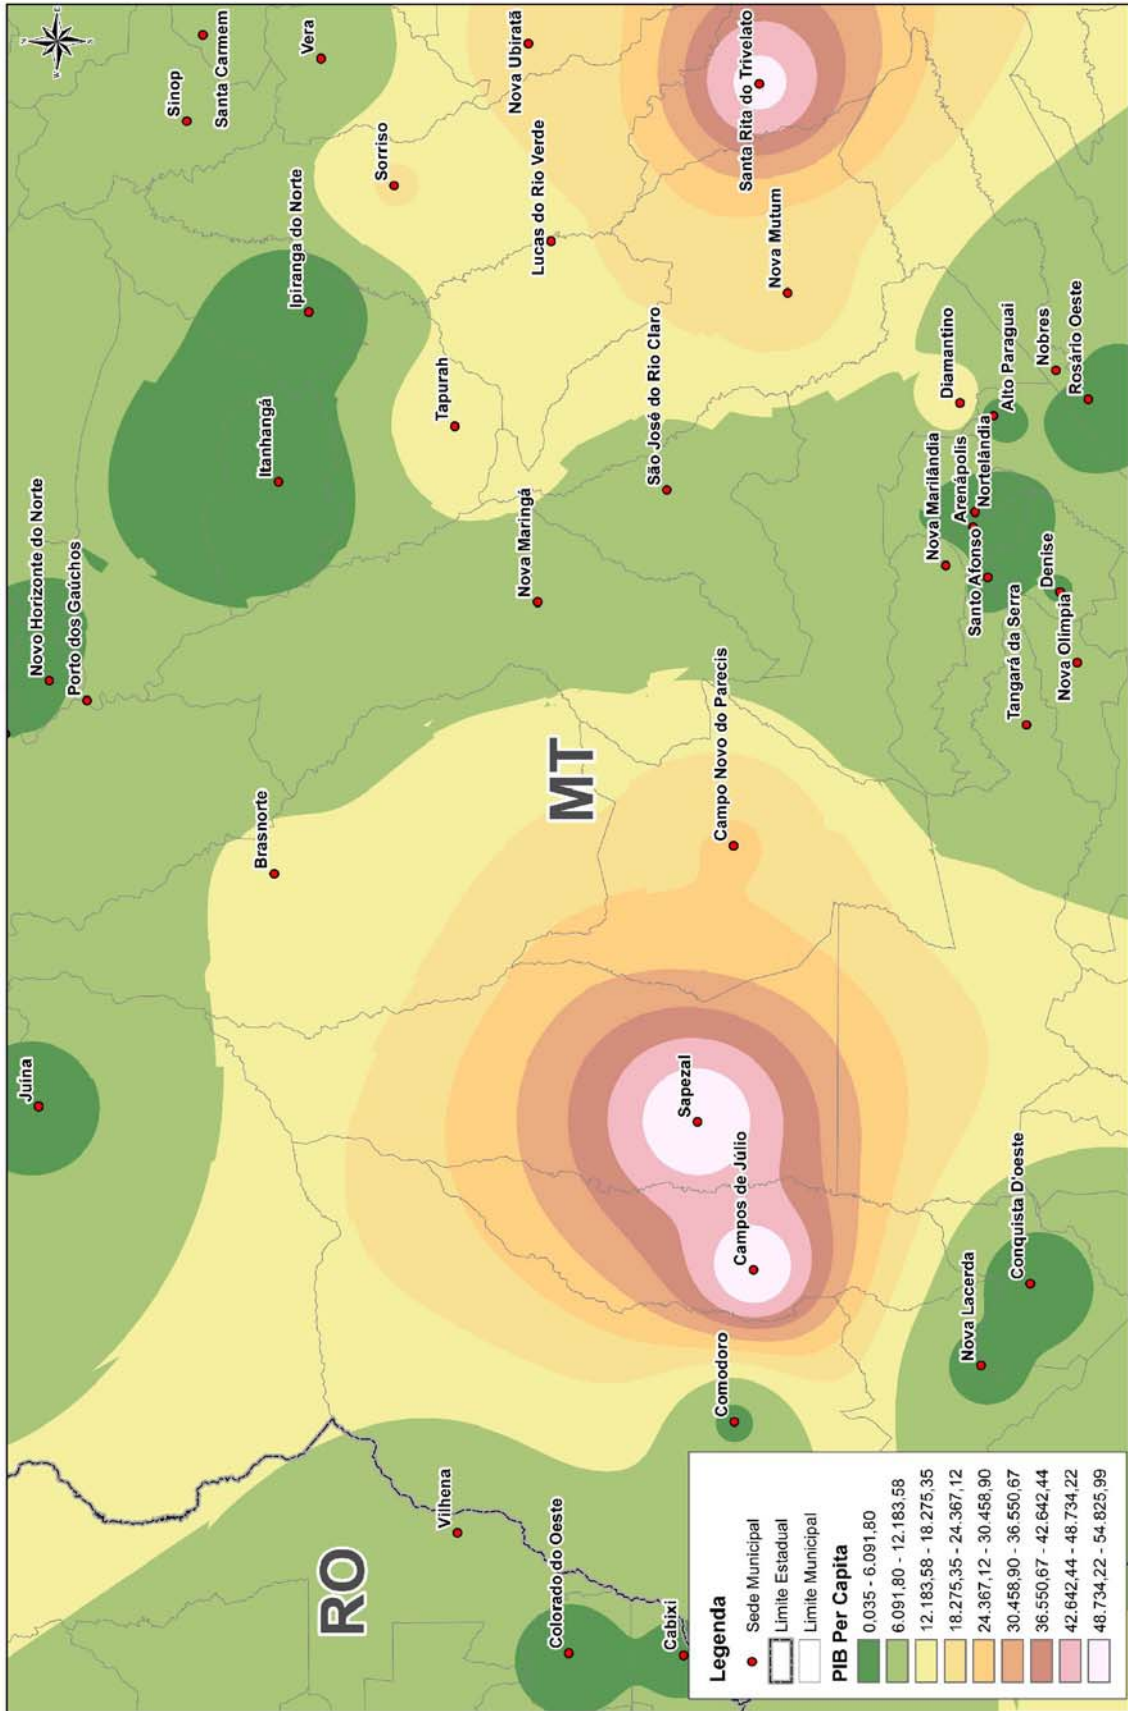 Juína
Novo Horizonte do Norte
Porto dos Gaúchos
Sinop
Santa Carmem
Vera
Brasnorte
Itanhangá
Ipiranga do Norte
Sorriso
RO
Vilhena
Tapurah
Nova Ubiratã
Lucas do Rio Verde
MT
Nova Maringá
Colorado do Oeste
Cabixi
São José do Rio Claro
Sapezal
Campos de Júlio
Comodoro
Campo Novo do Parecis
Nova Mutum
Santa Rita do Trivelato
Nova Lacerda
Conquista D'oeste
Nova Marilândia
Diamantino
Arenápolis
Nortelândia
Santo Afonso
Alto Paraguai
Tangará da Serra
Denise
Nova Olímpia
Nobres
Rosário Oeste
Legenda
Sede Municipal
Limite Estadual
Limite Municipal
PIB Per Capita
0,035 - 6.091,80
6.091,80 - 12.183,58
12.183,58 - 18.275,35
18.275,35 - 24.367,12
24.367,12 - 30.458,90
30.458,90 - 36.550,67
36.550,67 - 42.642,44
42.642,44 - 48.734,22
48.734,22 - 54.825,99